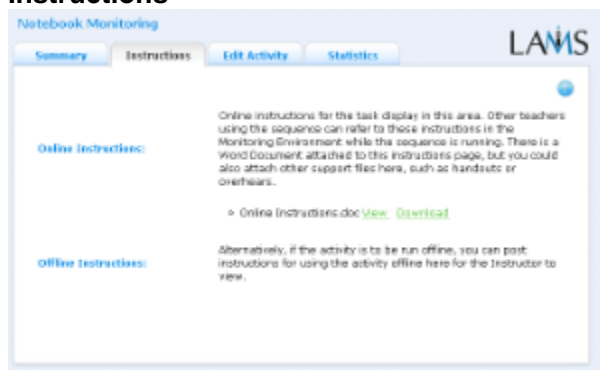 Instructions
Notebook Monitoring
LAMS
Summary Instructions Edit Activity Statistics
Online instructions for the task display in this area. Other teachers
using the sequence can refer to these instructions in the
Monitoring Environment while the sequence is running. There is a
Online Instructions:
Word Document attached to this instructions page, but you could
also attach other support files here, such as handouts or
overhears.
Online Instructions.doc View Download
Alternatively, if the activity is to be run offline, you can post
Offline Instructions:
instructions for using the activity offline here for the Instructor to
view.